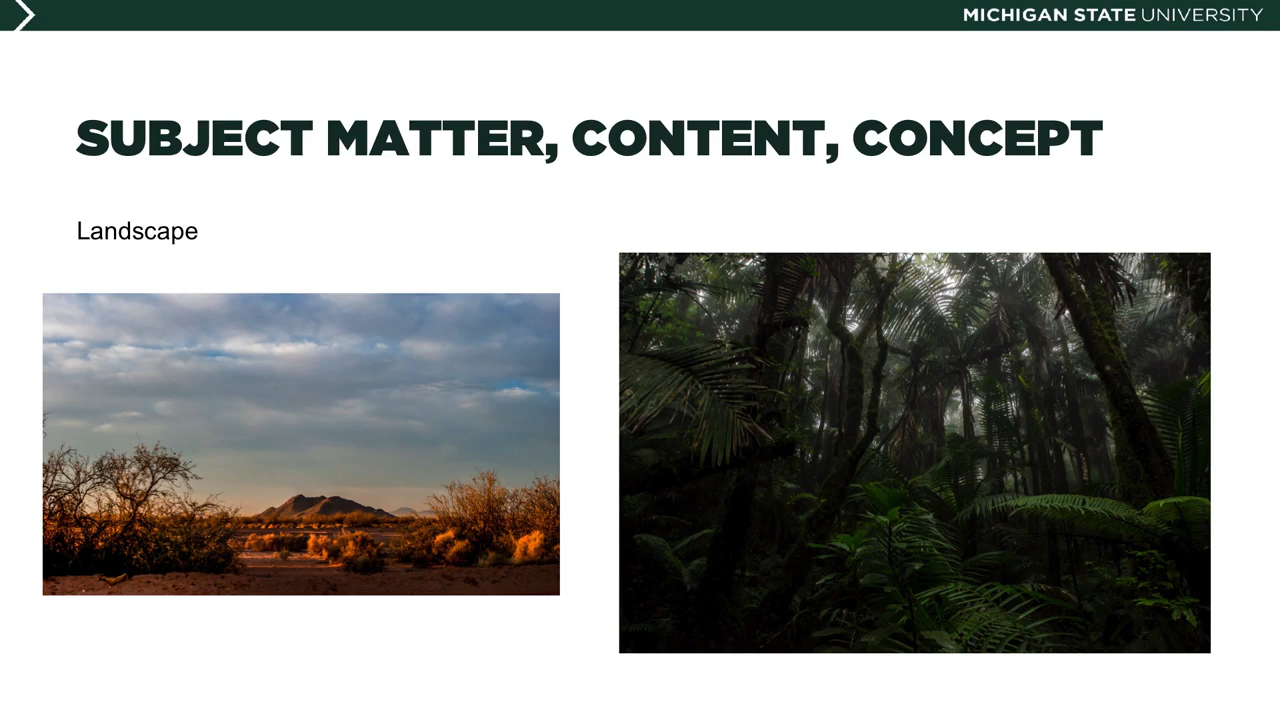 MICHIGAN STATE UNIVERSITY
SUBJECT MATTER, CONTENT, CONCEPT
Landscape